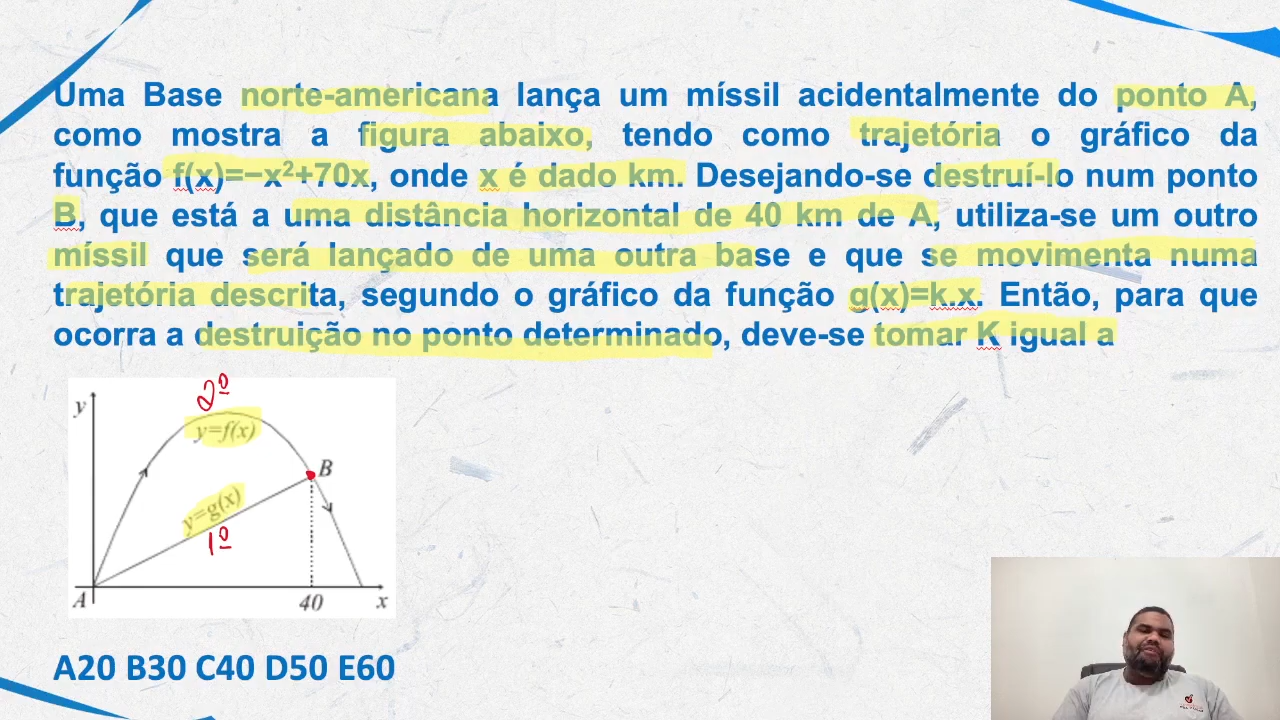 Uma Base norte-americana lança um míssil acidentalmente do ponto A,
como mostra a figura abaixo, tendo como trajetória o gráfico da
função f(x)=−x²+70x, onde x é dado km. Desejando-se destruí-lo num ponto
B, que está a uma distância horizontal de 40 km de A, utiliza-se um outro
míssil que será lançado de uma outra base e que se movimenta numa
trajetória descrita, segundo o gráfico da função g(x)=k.x. Então, para que
ocorra a destruição no ponto determinado, deve-se tomar K igual a
2º
y
y=f(x)
B
y=g(x)
1º
A
40
x
A20 B30 C40 D50 E60